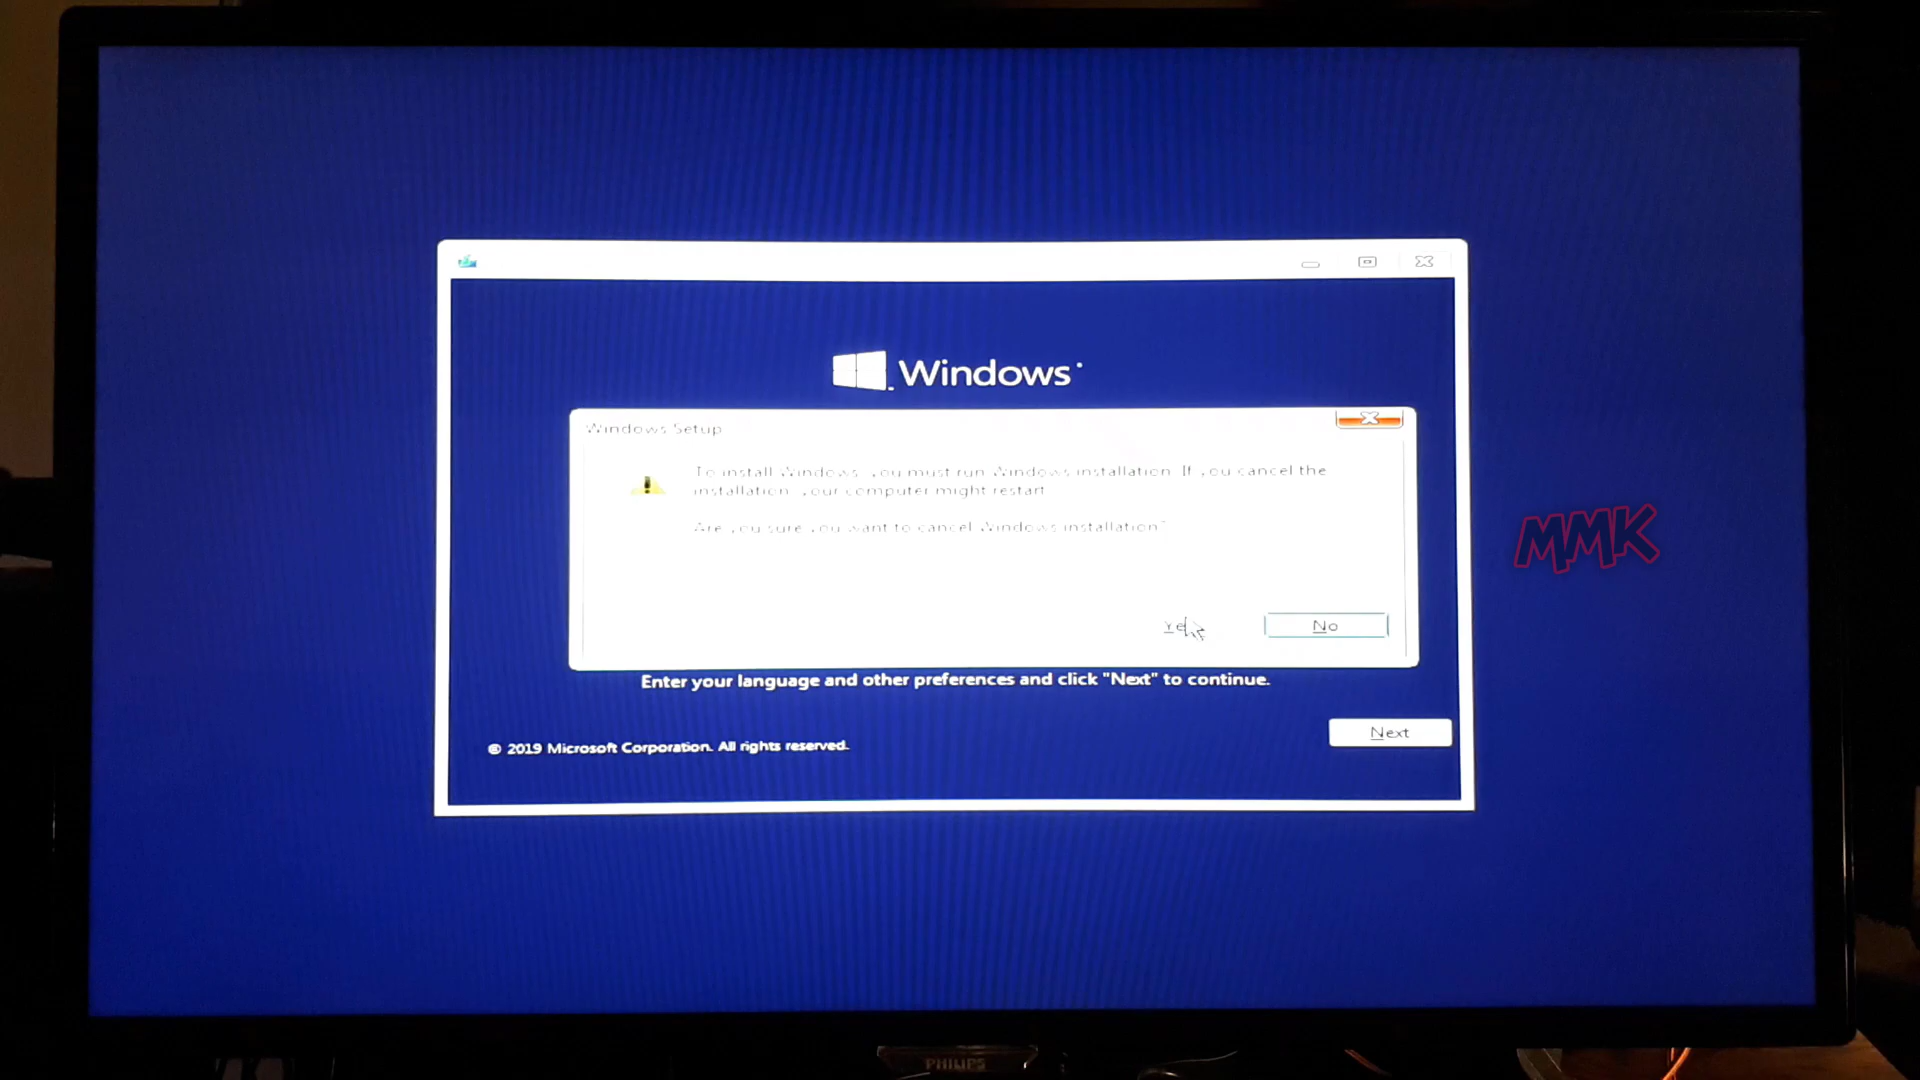 Windows
Windows Setup
To install Windows, you must run Windows installation. If you cancel the
installation, your computer might restart.
Are you sure you want to cancel Windows installation?
No
Enter your language and other preferences and click "Next" to continue.
Next
© 2019 Microsoft Corporation. All rights reserved.
MMK
PHILIPS